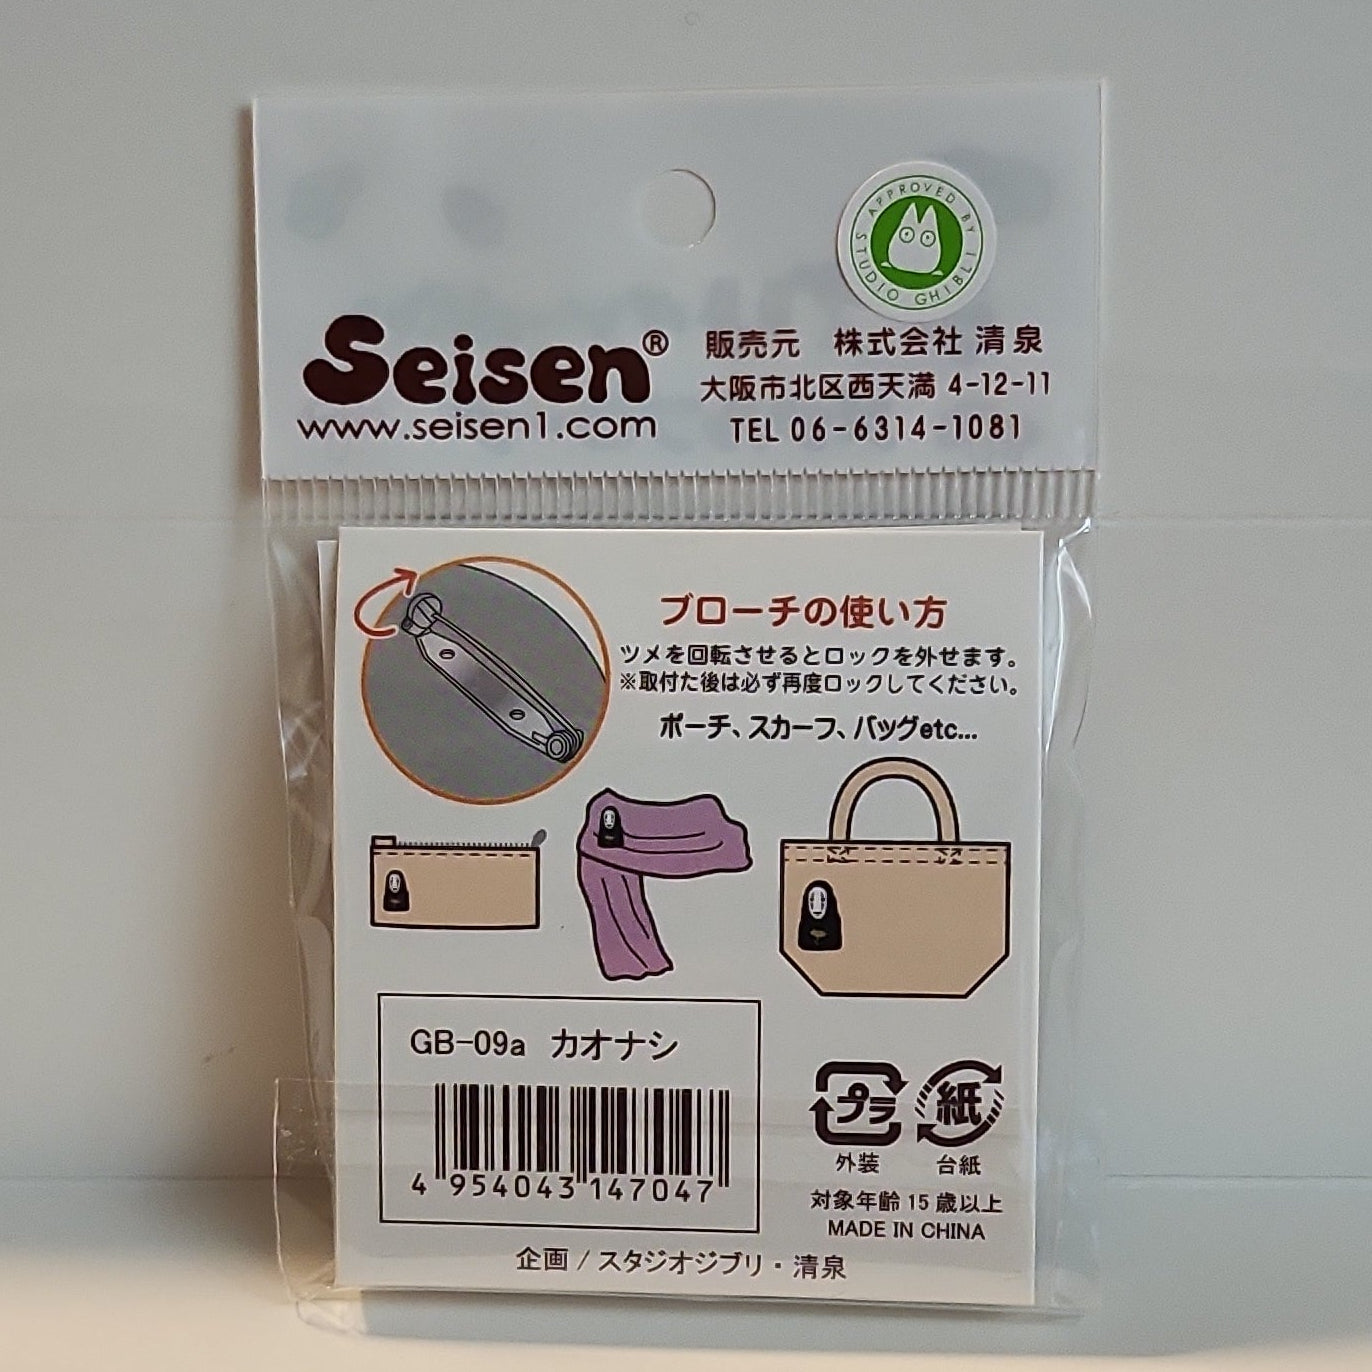 APPROVED BY STUDIO GHIBLI
Seisen®
www.seisen1.com
販売元 株式会社 清泉
大阪市北区西天満 4-12-11
TEL 06-6314-1081
ブローチの使い方
ツメを回転させるとロックを外せます。
※取付た後は必ず再度ロックしてください。
ポーチ、スカーフ、バッグetc...
GB-09a カオナシ
4 954043 147047
プラ
外装
紙
台紙
対象年齢 15 歳以上
MADE IN CHINA
企画 / スタジオジブリ・清泉